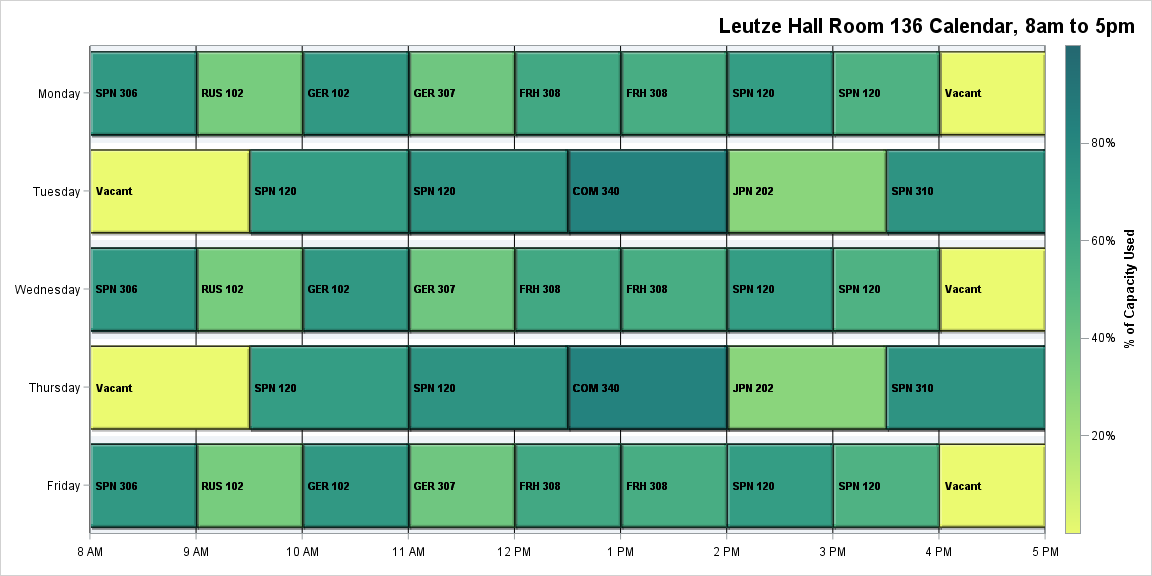 Leutze Hall Room 136 Calendar, 8am to 5pm
Monday
SPN 306
RUS 102
GER 102
GER 307
FRH 308
FRH 308
SPN 120
SPN 120
Vacant
Tuesday
Vacant
SPN 120
SPN 120
COM 340
JPN 202
SPN 310
Wednesday
SPN 306
RUS 102
GER 102
GER 307
FRH 308
FRH 308
SPN 120
SPN 120
Vacant
Thursday
Vacant
SPN 120
SPN 120
COM 340
JPN 202
SPN 310
Friday
SPN 306
RUS 102
GER 102
GER 307
FRH 308
FRH 308
SPN 120
SPN 120
Vacant
8 AM
9 AM
10 AM
11 AM
12 PM
1 PM
2 PM
3 PM
4 PM
5 PM
80%
60%
40%
20%
% of Capacity Used